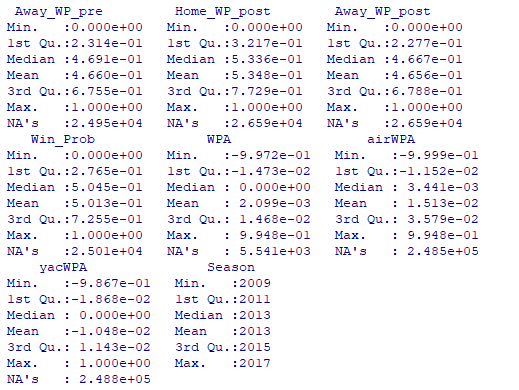 Away_WP_pre        Home_WP_post        Away_WP_post
Min.   :0.000e+00   Min.   :0.000e+00   Min.   :0.000e+00
1st Qu.:2.314e-01   1st Qu.:3.217e-01   1st Qu.:2.277e-01
Median :4.691e-01   Median :5.336e-01   Median :4.667e-01
Mean   :4.660e-01   Mean   :5.348e-01   Mean   :4.656e-01
3rd Qu.:6.755e-01   3rd Qu.:7.729e-01   3rd Qu.:6.788e-01
Max.   :1.000e+00   Max.   :1.000e+00   Max.   :1.000e+00
NA's   :2.495e+04   NA's   :2.659e+04   NA's   :2.659e+04
   Win_Prob              WPA                 airWPA
Min.   :0.000e+00   Min.   :-9.972e-01   Min.   :-9.999e-01
1st Qu.:2.765e-01   1st Qu.:-1.473e-02   1st Qu.:-1.152e-02
Median :5.045e-01   Median : 0.000e+00   Median : 3.441e-03
Mean   :5.013e-01   Mean   : 2.099e-03   Mean   : 1.513e-02
3rd Qu.:7.255e-01   3rd Qu.: 1.468e-02   3rd Qu.: 3.579e-02
Max.   :1.000e+00   Max.   : 9.948e-01   Max.   : 9.948e-01
NA's   :2.501e+04   NA's   : 5.541e+03   NA's   : 2.485e+05
    yacWPA               Season
Min.   :-9.867e-01   Min.   :2009
1st Qu.:-1.868e-02   1st Qu.:2011
Median : 0.000e+00   Median :2013
Mean   :-1.048e-02   Mean   :2013
3rd Qu.: 1.143e-02   3rd Qu.:2015
Max.   : 1.000e+00   Max.   :2017
NA's   : 2.488e+05